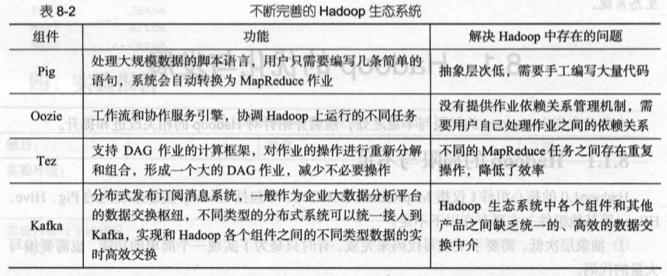 生态系统。
表 8-2 不断完善的 Hadoop 生态系统
组件 功能 解决 Hadoop 中存在的问题
Pig
处理大规模数据的脚本语言，用户只需要编写几条简单的
语句，系统会自动转换为 MapReduce 作业
抽象层次低，需要手工编写大量代码
Oozie
工作流和协作服务引擎，协调 Hadoop 上运行的不同任务
没有提供作业依赖关系管理机制，需
要用户自己处理作业之间的依赖关系
Tez
支持 DAG 作业的计算框架，对作业的操作进行重新分解
和组合，形成一个大的 DAG 作业，减少不必要操作
不同的 MapReduce 任务之间存在重复
操作，降低了效率
Kafka
分布式发布订阅消息系统，一般作为企业大数据分析平台
的数据交换枢纽，不同类型的分布式系统可以统一接入到
Kafka，实现和 Hadoop 各个组件之间的不同类型数据的实
时高效交换
Hadoop 生态系统中各个组件和其他
产品之间缺乏统一的、高效的数据交
换中介